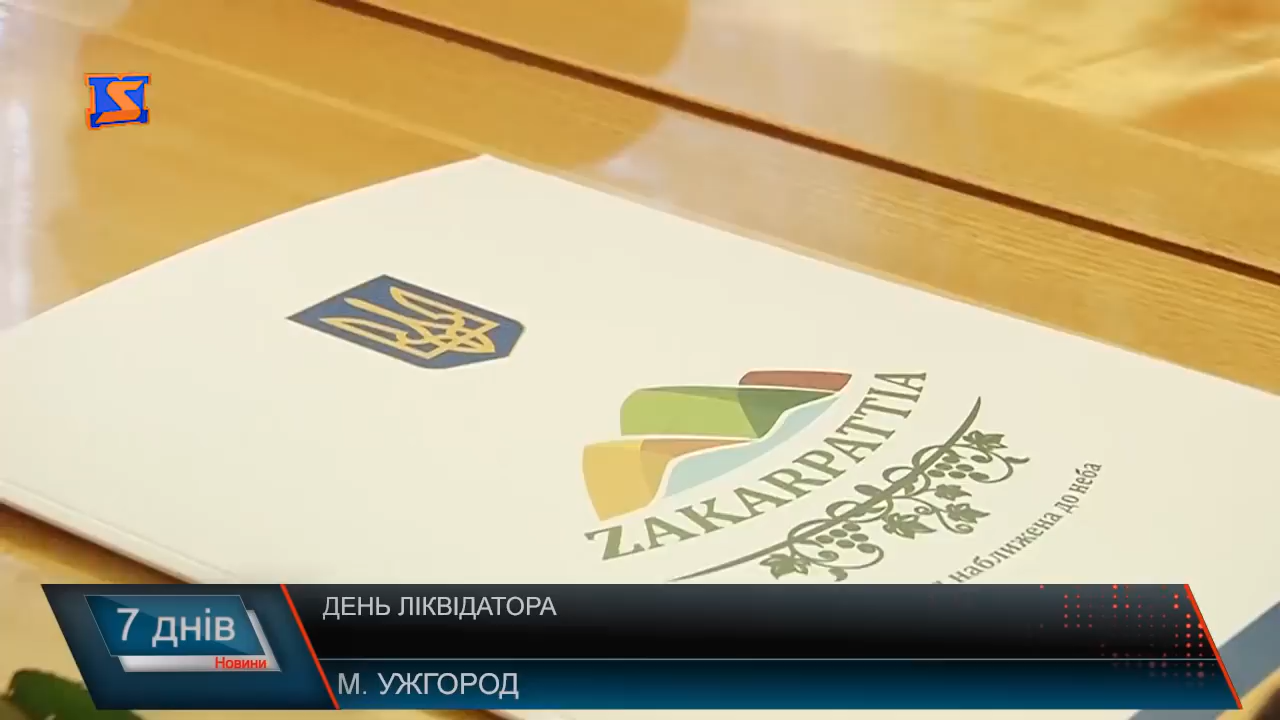 ZAKARPATTIA
наближена до неба
7 днів
Новини
ДЕНЬ ЛІКВІДАТОРА
М. УЖГОРОД